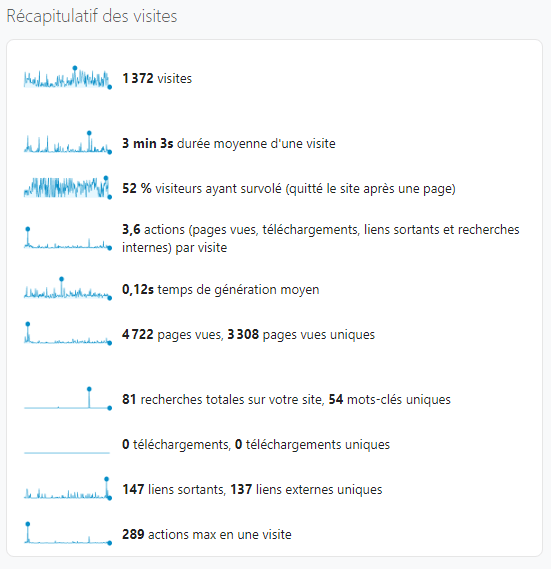 Récapitulatif des visites
1 372 visites
3 min 3s durée moyenne d'une visite
52 % visiteurs ayant survolé (quitté le site après une page)
3,6 actions (pages vues, téléchargements, liens sortants et recherches
internes) par visite
0,12s temps de génération moyen
4 722 pages vues, 3 308 pages vues uniques
81 recherches totales sur votre site, 54 mots-clés uniques
0 téléchargements, 0 téléchargements uniques
147 liens sortants, 137 liens externes uniques
289 actions max en une visite